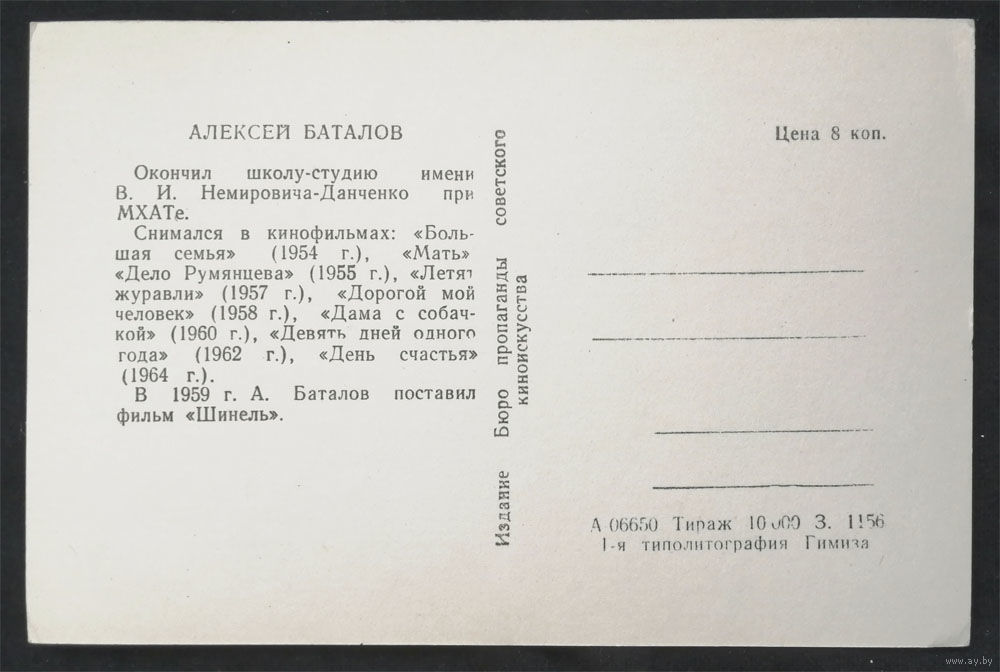 АЛЕКСЕЙ БАТАЛОВ
Окончил школу-студию имени
В. И. Немировича-Данченко при
МХАТе.
Снимался в кинофильмах: «Боль-
шая семья» (1954 г.), «Мать»
«Дело Румянцева» (1955 г.), «Летят
журавли» (1957 г.), «Дорогой мой
человек» (1958 г.), «Дама с собач-
кой» (1960 г.), «Девять дней одного
года» (1962 г.), «День счастья»
(1964 г.).
В 1959 г. А. Баталов поставил
фильм «Шинель».
Издание Бюро пропаганды советского
киноискусства
Цена 8 коп.
А 06650 Тираж 10 000 З. 1156
1-я типолитография Гимиза
www.ay.by